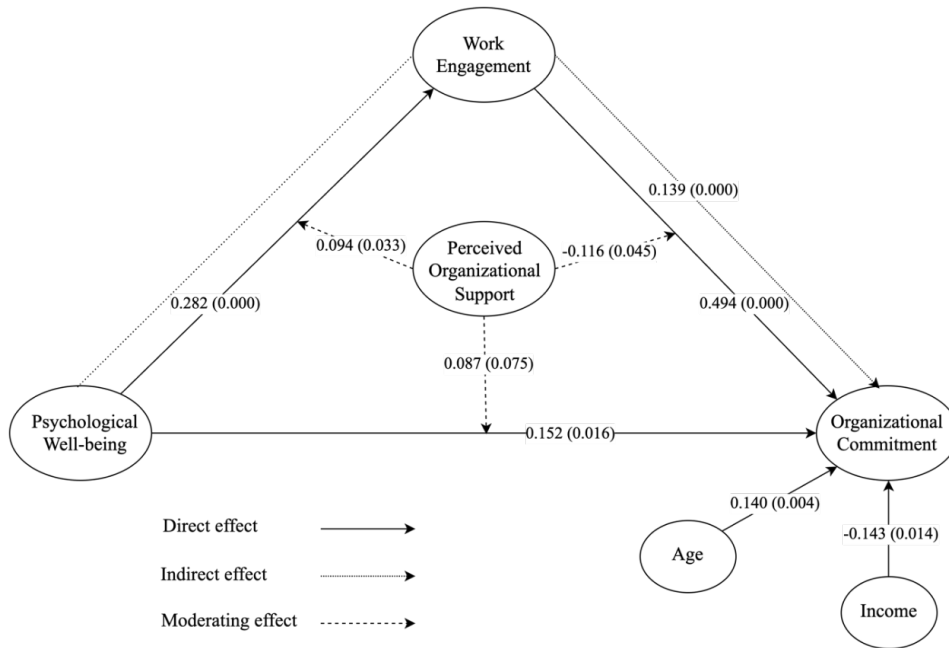 Work
Engagement
0.139 (0.000)
0.094 (0.033)
Perceived
Organizational
Support
-0.116 (0.045)
0.282 (0.000)
0.494 (0.000)
0.087 (0.075)
Psychological
Well-being
0.152 (0.016)
Organizational
Commitment
0.140 (0.004)
-0.143 (0.014)
Age
Income
Direct effect
Indirect effect
Moderating effect